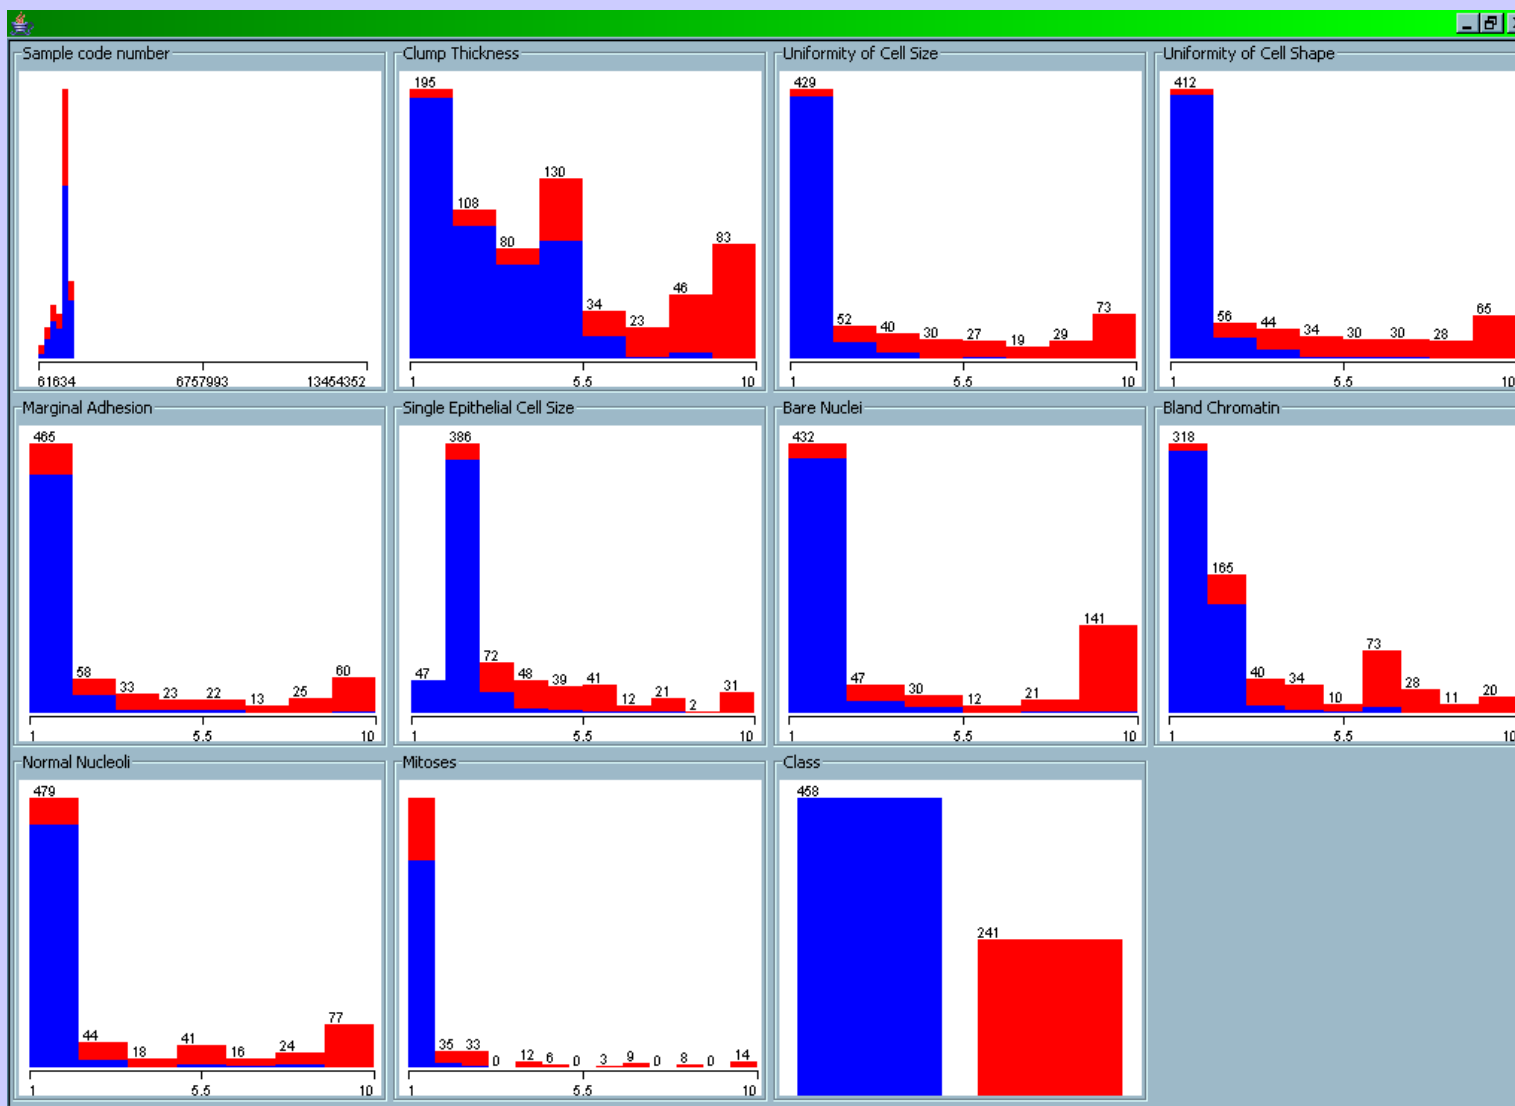 Sample code number
61634 6757993 13454352
Clump Thickness
195 108 80 130 34 23 46 83
1 5.5 10
Uniformity of Cell Size
429 52 40 30 27 19 29 73
1 5.5 10
Uniformity of Cell Shape
412 56 44 34 30 30 28 65
1 5.5 10
Marginal Adhesion
465 58 33 23 22 13 25 60
1 5.5 10
Single Epithelial Cell Size
47 386 72 48 39 41 12 21 2 31
1 5.5 10
Bare Nuclei
432 47 30 12 21 141
1 5.5 10
Bland Chromatin
318 165 40 34 10 73 28 11 20
1 5.5 10
Normal Nucleoli
479 44 18 41 16 24 77
1 5.5 10
Mitoses
35 33 0 12 6 0 3 9 0 8 0 14
1 5.5 10
Class
458 241